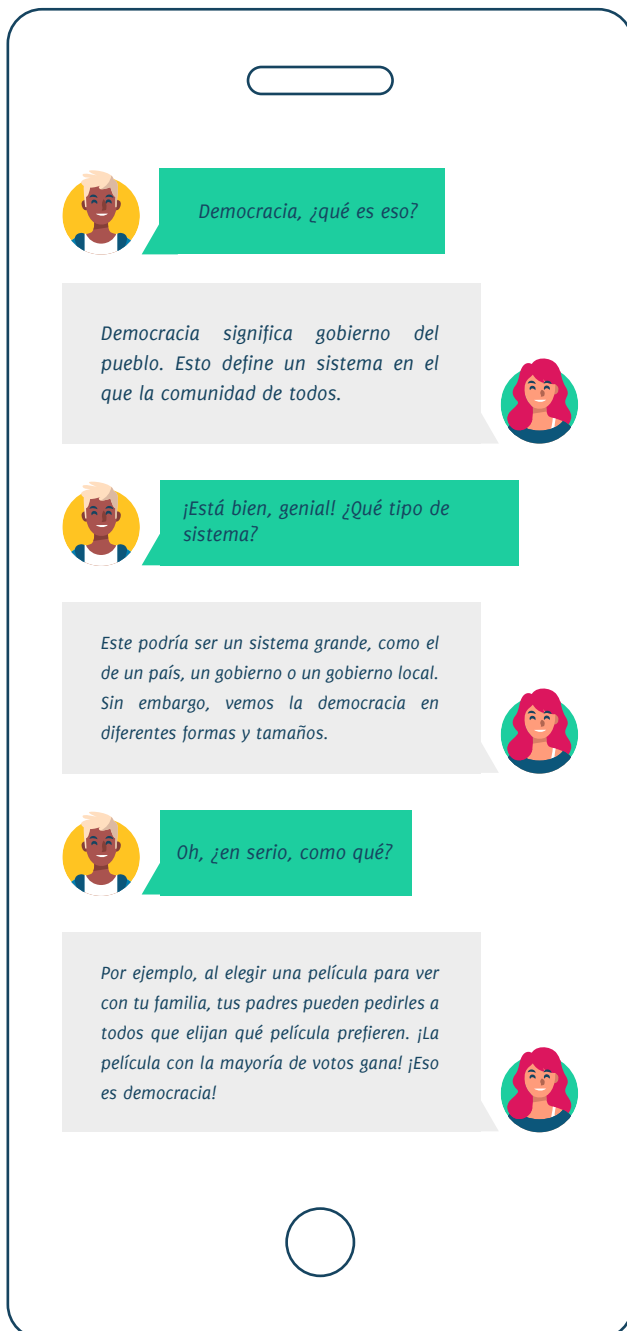 Democracia, ¿qué es eso?
Democracia significa gobierno del
pueblo. Esto define un sistema en el
que la comunidad de todos.
¡Está bien, genial! ¿Qué tipo de
sistema?
Este podría ser un sistema grande, como el
de un país, un gobierno o un gobierno local.
Sin embargo, vemos la democracia en
diferentes formas y tamaños.
Oh, ¿en serio, como qué?
Por ejemplo, al elegir una película para ver
con tu familia, tus padres pueden pedirles a
todos que elijan qué película prefieren. ¡La
película con la mayoría de votos gana! ¡Eso
es democracia!